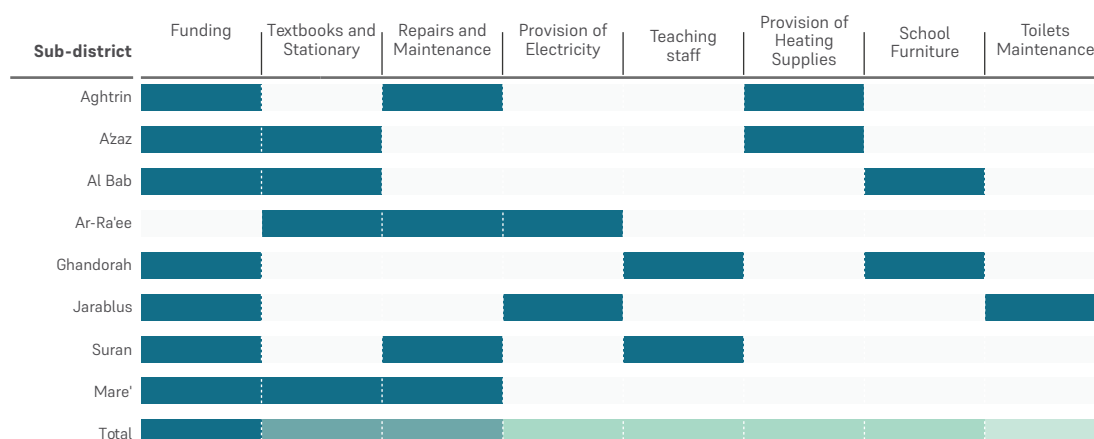 Sub-district
Funding
Textbooks and
Stationary
Repairs and
Maintenance
Provision of
Electricity
Teaching
staff
Provision of
Heating
Supplies
School
Furniture
Toilets
Maintenance
Aghtrin
A'zaz
Al Bab
Ar-Ra'ee
Ghandorah
Jarablus
Suran
Mare'
Total